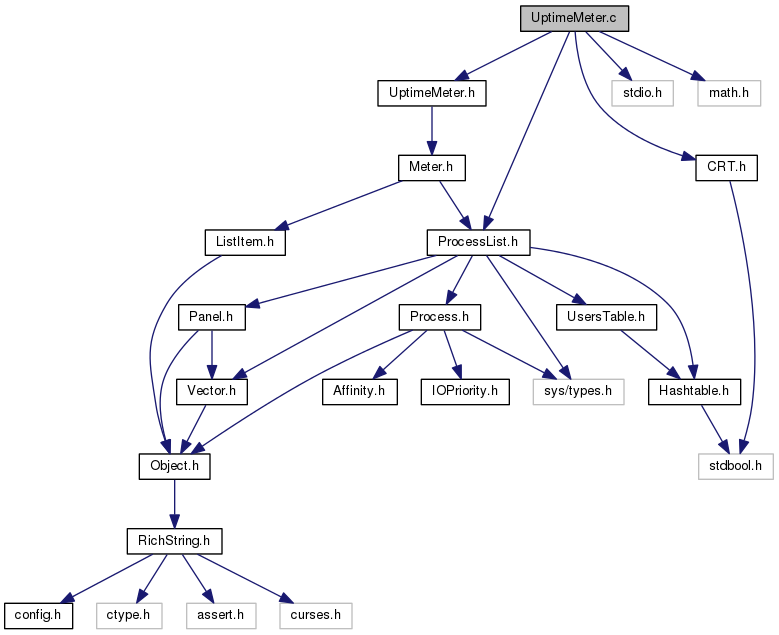 UptimeMeter.c
UptimeMeter.h
stdio.h
math.h
Meter.h
CRT.h
ListItem.h
ProcessList.h
Panel.h
Process.h
UsersTable.h
Vector.h
Affinity.h
IOPriority.h
sys/types.h
Hashtable.h
Object.h
stdbool.h
RichString.h
config.h
ctype.h
assert.h
curses.h